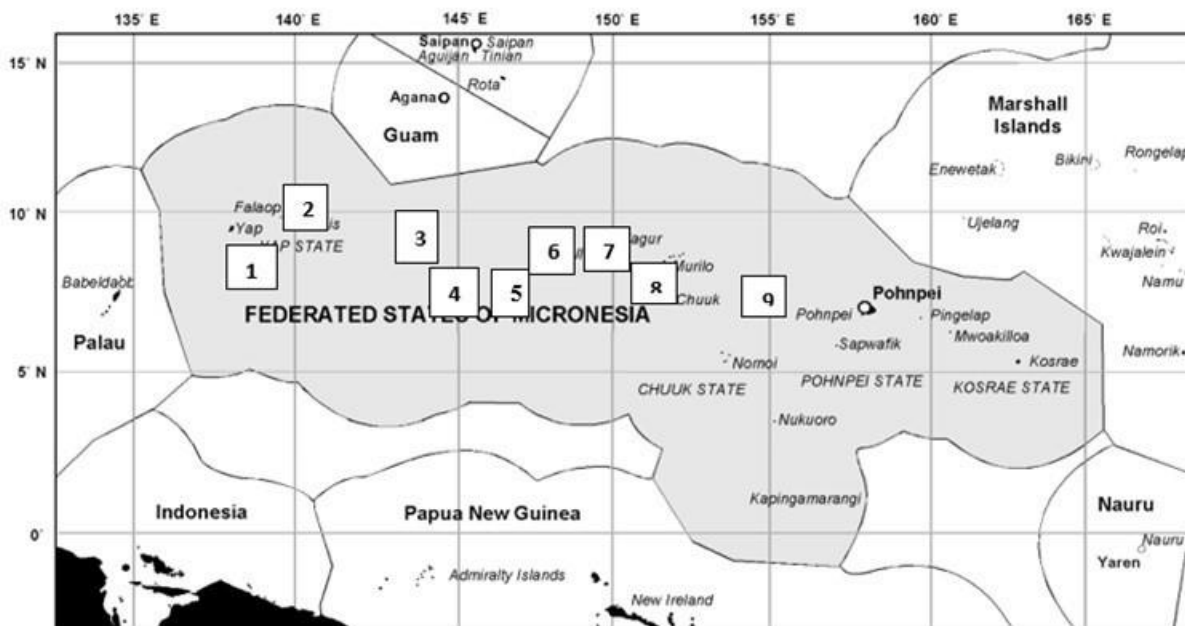 135° E 140° E 145° E 150° E 155° E 160° E 165° E
Saipan Saipan
Aguijan Tinian
15°
Rota
Agana
Guam
Marshall
Islands
Enewetak Bikini Rongelap
2
10° N
Yap
YAP STATE
3
Ujelang
Roi
Kwajalein
Namu
6 7
Murilo
1
Babeldaob
4 5 8 9
Chuuk
Pohnpei
FEDERATED STATES OF MICRONESIA
Pohnpei Pingelap
Palau
Sapwafik Mwoakilloa
Namorik
5° N
Nomoi
Kosrae
CHUUK STATE POHNPEI STATE KOSRAE STATE
Nukuoro
Kapingamarangi
Indonesia
Papua New Guinea
Nauru
0°
Nauru
Yaren
Admiralty Islands
New Ireland